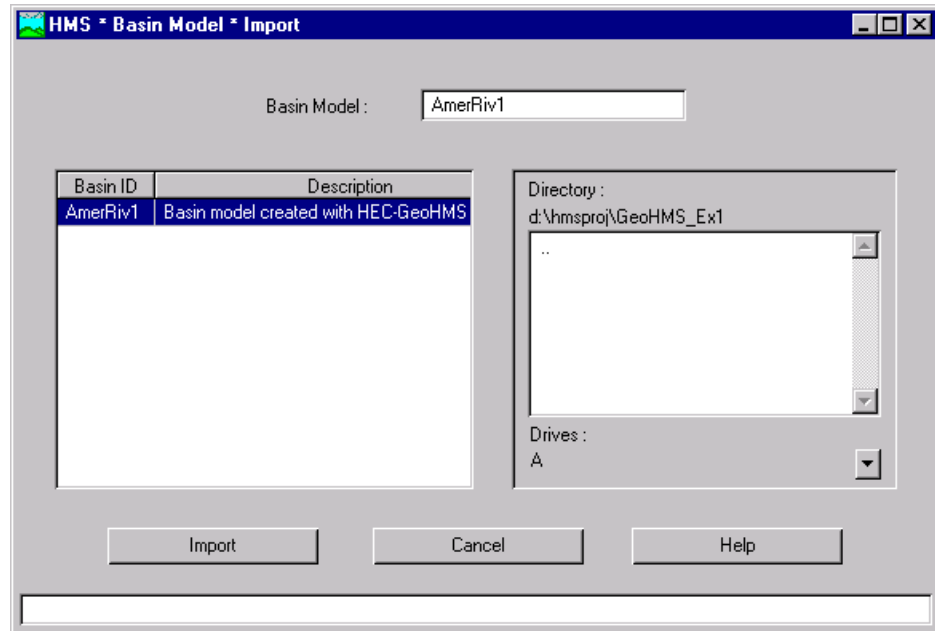 HMS * Basin Model * Import
Basin Model : AmerRiv1
Basin ID Description
AmerRiv1 Basin model created with HEC-GeoHMS
Directory :
d:\hmsproj\GeoHMS_Ex1
..
Drives :
A
Import Cancel Help